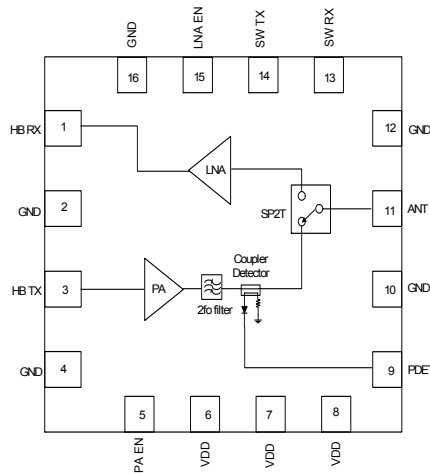 GND
LNA EN
SW TX
SW RX
16
15
14
13
HB RX
1
12
GND
LNA
GND
2
SP2T
11
ANT
Coupler
Detector
HB TX
3
PA
10
GND
2fo filter
GND
4
9
PDET
5
6
7
8
PA EN
VDD
VDD
VDD